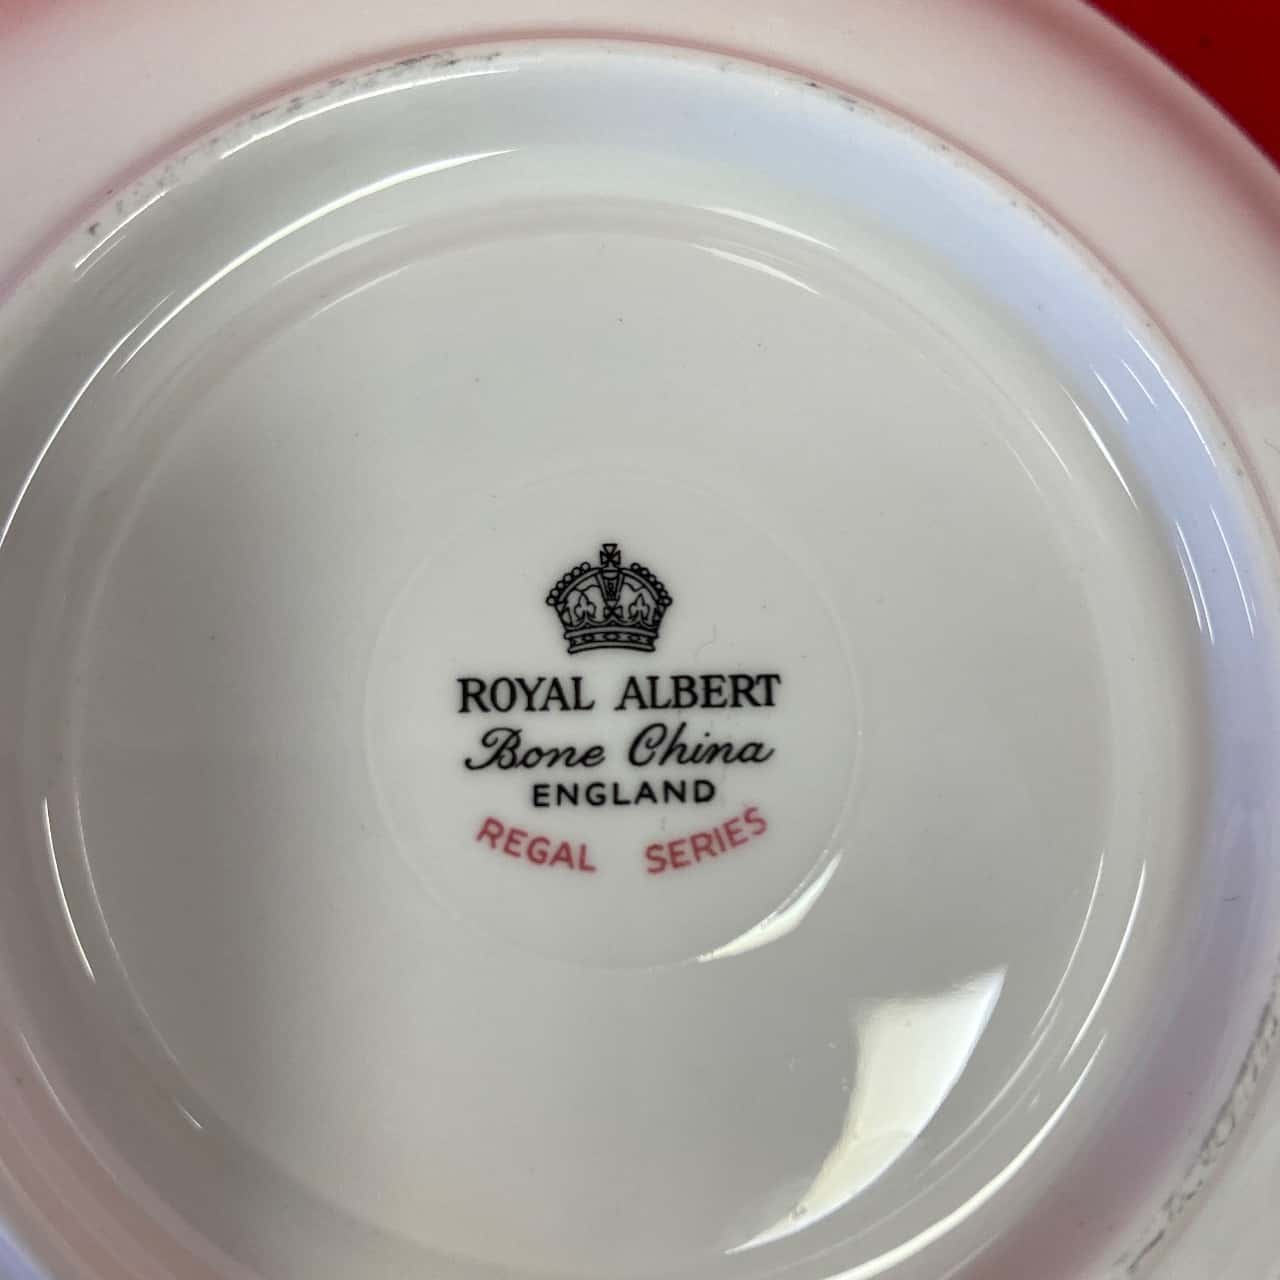 ROYAL ALBERT
Bone China
ENGLAND
REGAL SERIES